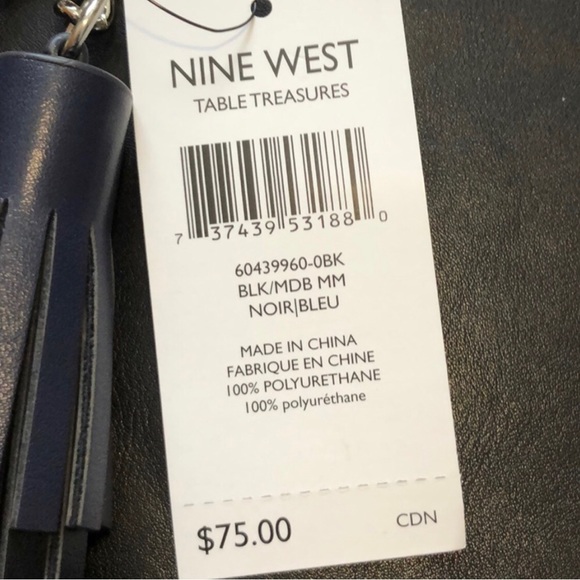 NINE WEST
TABLE TREASURES
7 37439 53188 0
60439960-0BK
BLK/MDB MM
NOIR|BLEU
MADE IN CHINA
FABRIQUE EN CHINE
100% POLYURETHANE
100% polyuréthane
$75.00 CDN